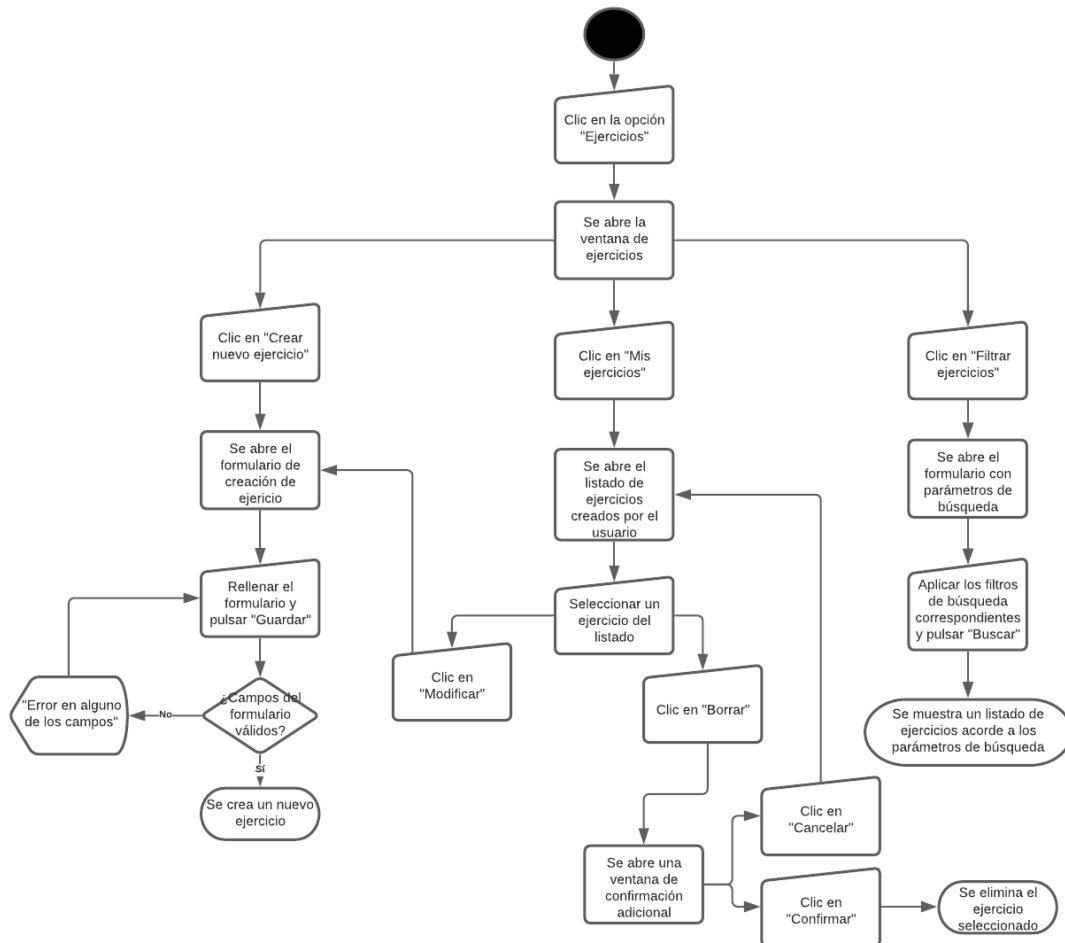 Clic en la opción
"Ejercicios"
Se abre la
ventana de
ejercicios
Clic en "Crear
nuevo ejercicio"
Se abre el
formulario de
creación de
ejericio
Rellenar el
formulario y
pulsar "Guardar"
¿Campos del
formulario
válidos?
No
"Error en alguno
de los campos"
Sí
Se crea un nuevo
ejercicio
Clic en "Mis
ejercicios"
Se abre el
listado de
ejercicios
creados por el
usuario
Seleccionar un
ejercicio del
listado
Clic en
"Modificar"
Clic en "Borrar"
Se abre una
ventana de
confirmación
adicional
Clic en
"Cancelar"
Clic en
"Confirmar"
Se elimina el
ejercicio
seleccionado
Clic en "Filtrar
ejercicios"
Se abre el
formulario con
parámetros de
búsqueda
Aplicar los filtros
de búsqueda
correspondientes
y pulsar "Buscar"
Se muestra un listado de
ejercicios acorde a los
parámetros de búsqueda